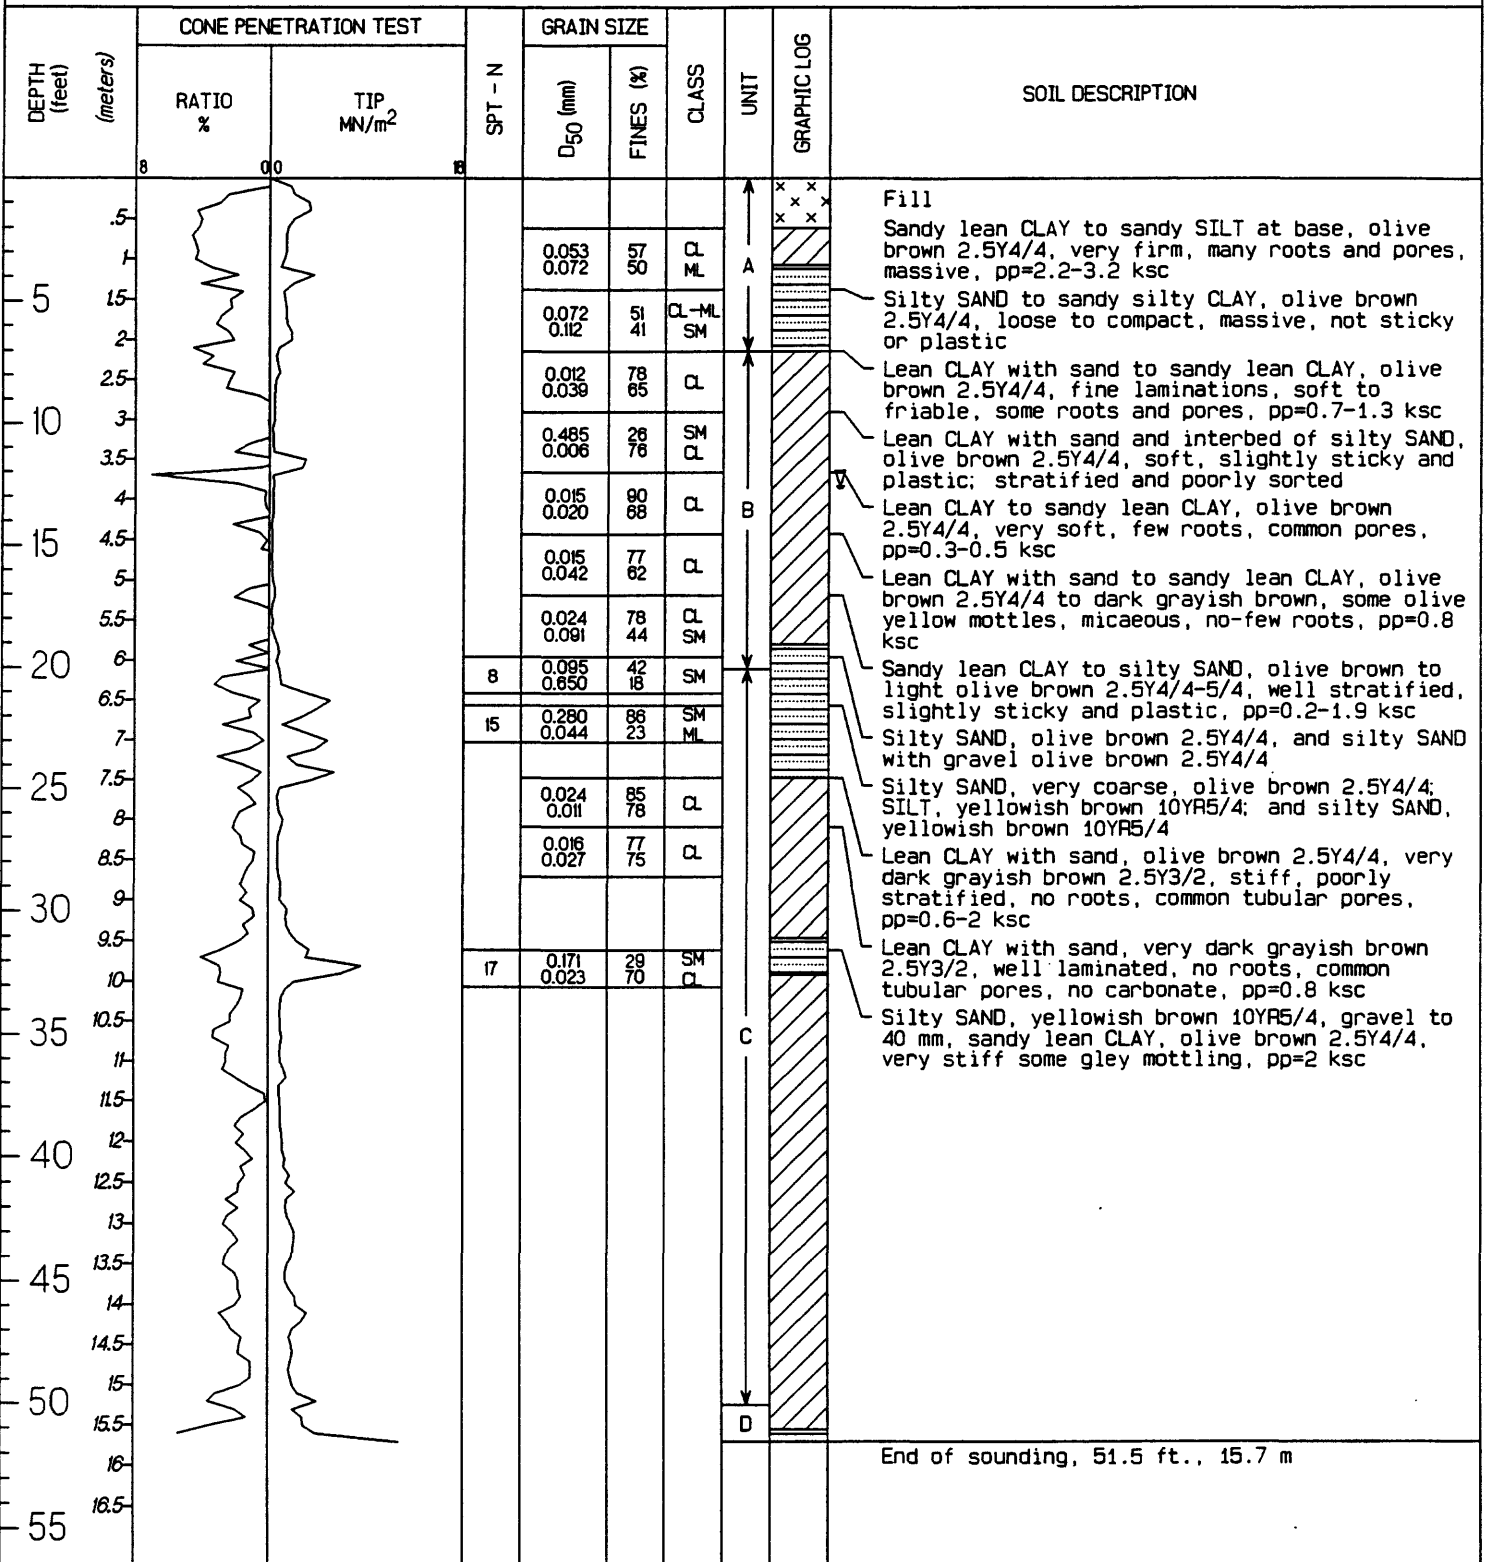 CONE PENETRATION TEST
GRAIN SIZE
DEPTH
(feet)
(meters)
RATIO
%
TIP
MN/m2
SPT - N
D50 (mm)
FINES (%)
CLASS
UNIT
GRAPHIC LOG
SOIL DESCRIPTION
8 0 0 18
.5
1
1.5
2
2.5
3
3.5
4
4.5
5
5.5
6
6.5
7
7.5
8
8.5
9
9.5
10
10.5
11
11.5
12
12.5
13
13.5
14
14.5
15
15.5
16
16.5
5
10
15
20
25
30
35
40
45
50
55
0.053 57 CL
0.072 50 ML
0.072 51 CL-ML
0.112 41 SM
0.012 78 CL
0.039 65
0.485 26 SM
0.006 76 CL
0.015 90 CL
0.020 68
0.015 77 CL
0.042 62
0.024 78 CL
0.091 44 SM
8 0.095 42 SM
0.650 18
15 0.280 86 SM
0.044 23 ML
0.024 85 CL
0.011 78
0.016 77 CL
0.027 75
17 0.171 29 SM
0.023 70 CL
A
B
C
D
Fill
Sandy lean CLAY to sandy SILT at base, olive
brown 2.5Y4/4, very firm, many roots and pores,
massive, pp=2.2-3.2 ksc
Silty SAND to sandy silty CLAY, olive brown
2.5Y4/4, loose to compact, massive, not sticky
or plastic
Lean CLAY with sand to sandy lean CLAY, olive
brown 2.5Y4/4, fine laminations, soft to
friable, some roots and pores, pp=0.7-1.3 ksc
Lean CLAY with sand and interbed of silty SAND,
olive brown 2.5Y4/4, soft, slightly sticky and
plastic; stratified and poorly sorted
Lean CLAY to sandy lean CLAY, olive brown
2.5Y4/4, very soft, few roots, common pores,
pp=0.3-0.5 ksc
Lean CLAY with sand to sandy lean CLAY, olive
brown 2.5Y4/4 to dark grayish brown, some olive
yellow mottles, micaeous, no-few roots, pp=0.8
ksc
Sandy lean CLAY to silty SAND, olive brown to
light olive brown 2.5Y4/4-5/4, well stratified,
slightly sticky and plastic, pp=0.2-1.9 ksc
Silty SAND, olive brown 2.5Y4/4, and silty SAND
with gravel olive brown 2.5Y4/4
Silty SAND, very coarse, olive brown 2.5Y4/4;
SILT, yellowish brown 10YR5/4; and silty SAND,
yellowish brown 10YR5/4
Lean CLAY with sand, olive brown 2.5Y4/4, very
dark grayish brown 2.5Y3/2, stiff, poorly
stratified, no roots, common tubular pores,
pp=0.6-2 ksc
Lean CLAY with sand, very dark grayish brown
2.5Y3/2, well laminated, no roots, common
tubular pores, no carbonate, pp=0.8 ksc
Silty SAND, yellowish brown 10YR5/4, gravel to
40 mm, sandy lean CLAY, olive brown 2.5Y4/4,
very stiff some gley mottling, pp=2 ksc
End of sounding, 51.5 ft., 15.7 m